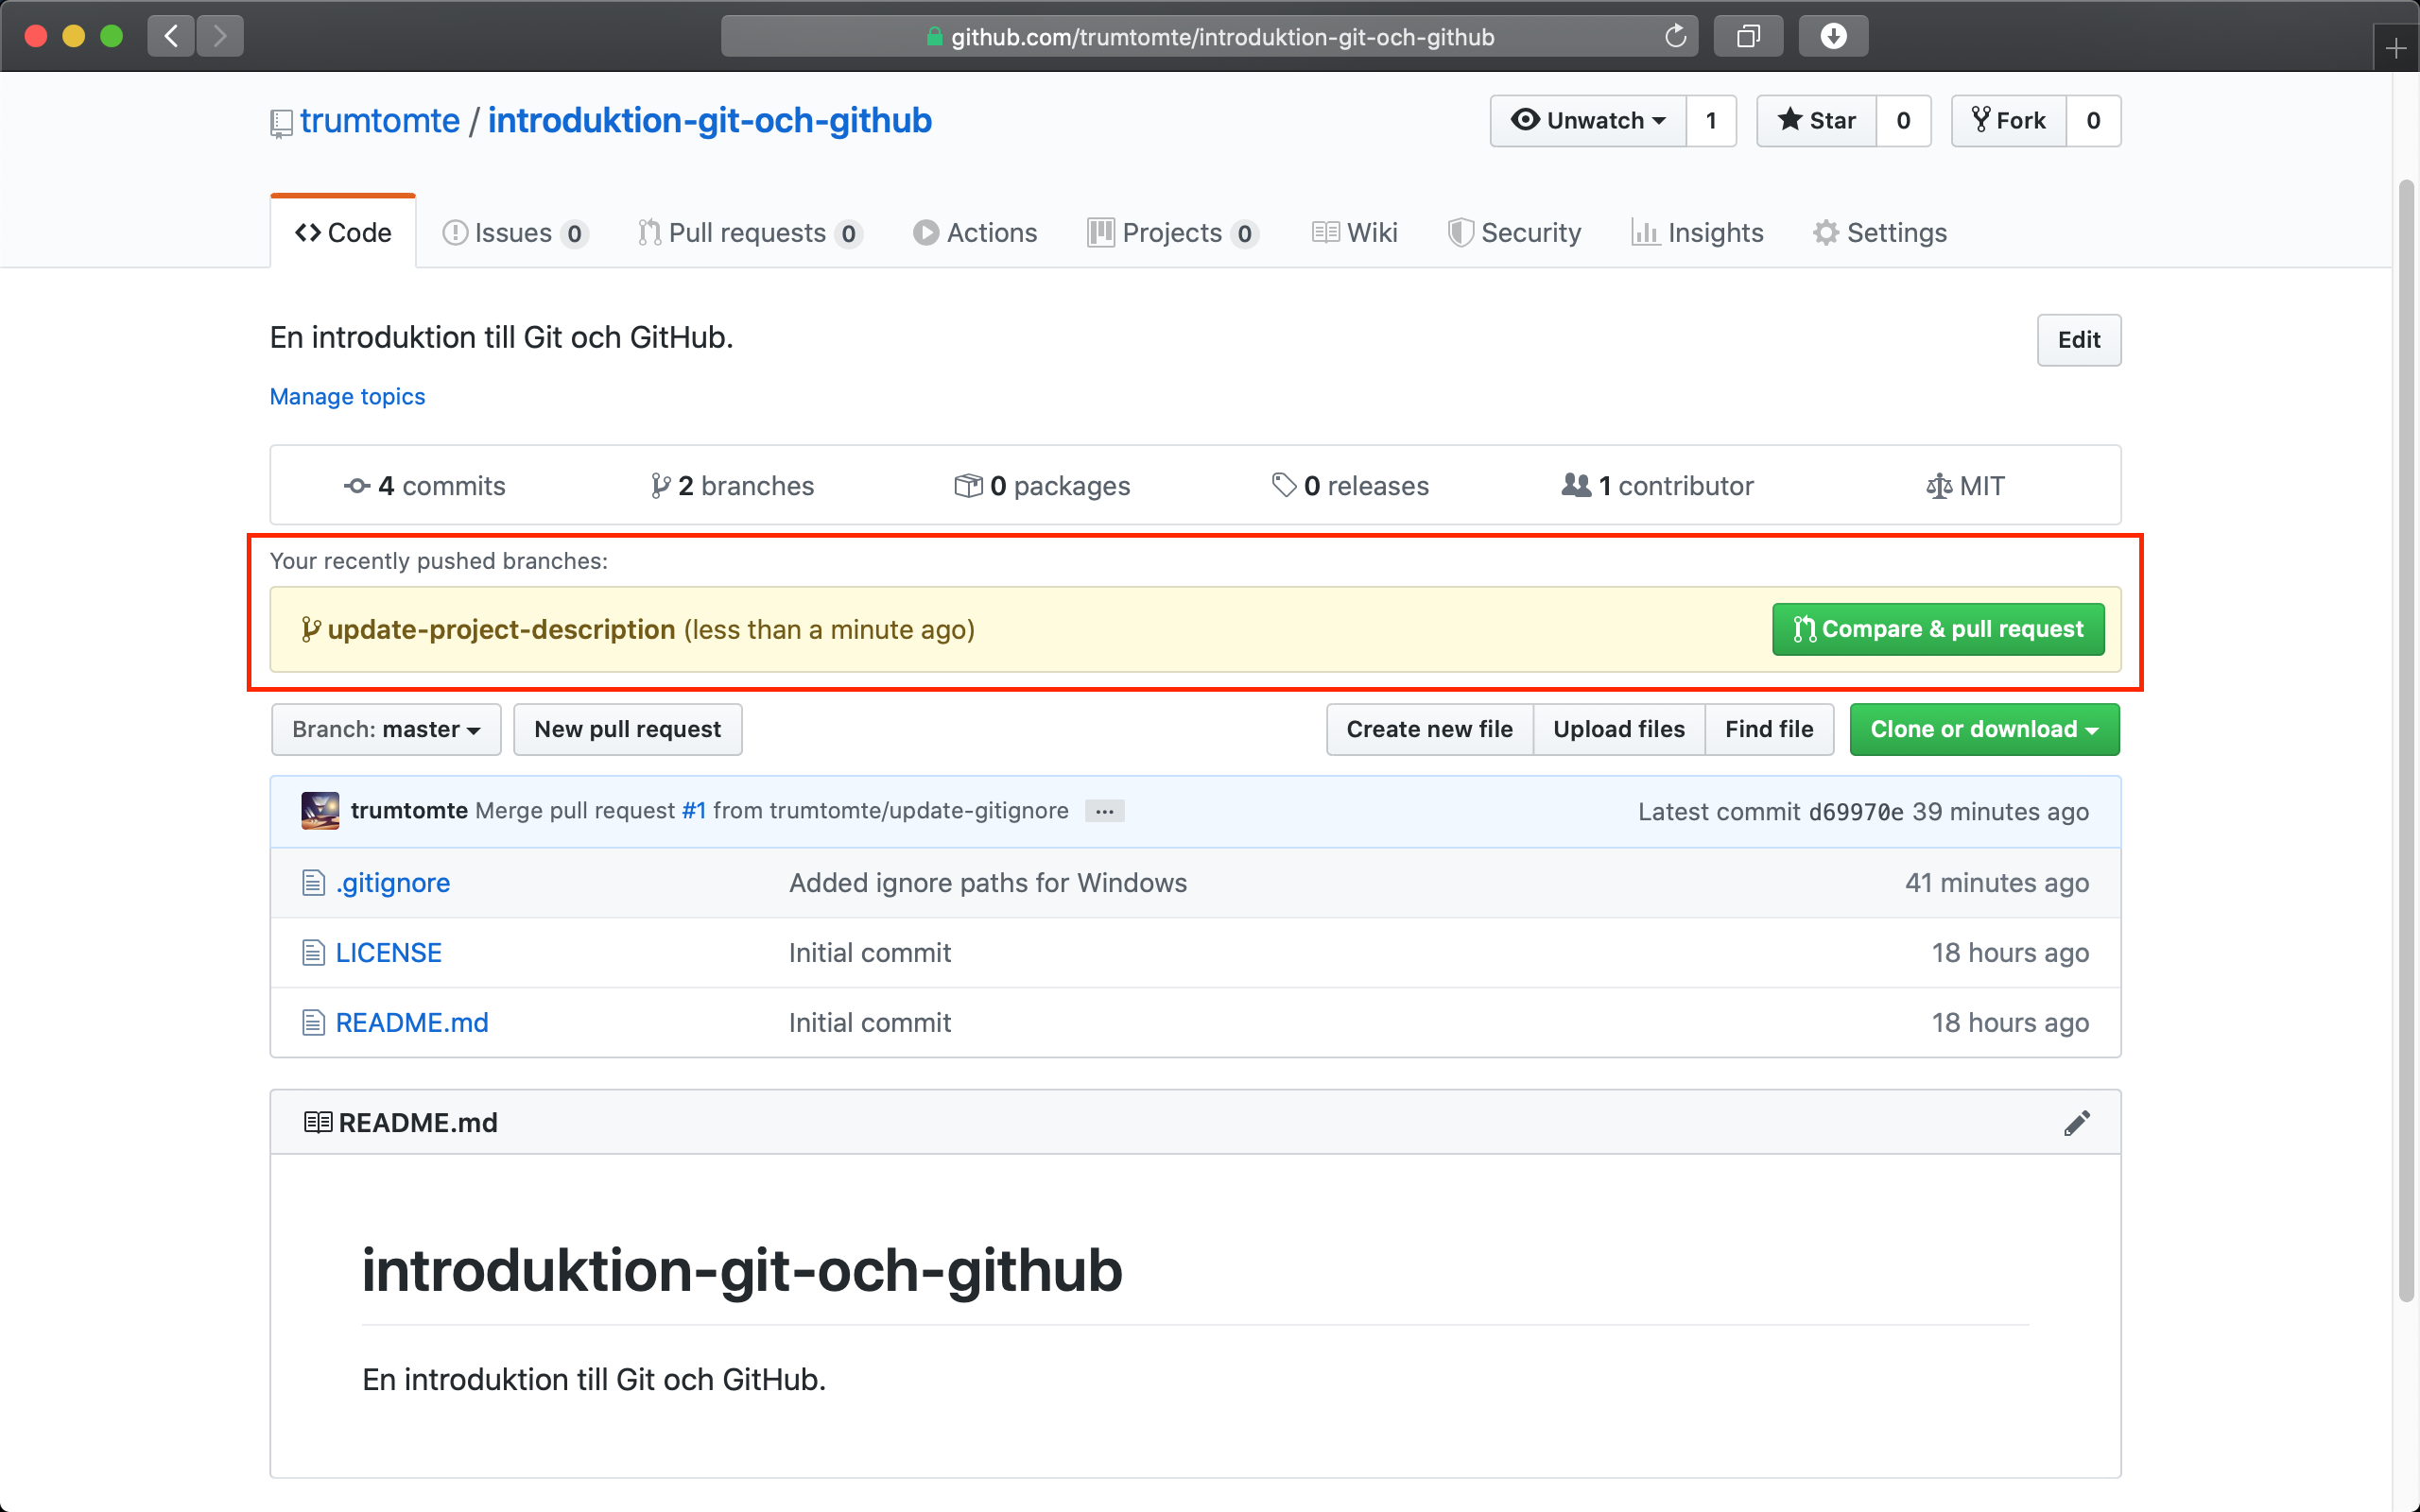 github.com/trumtomte/introduktion-git-och-github
trumtomte / introduktion-git-och-github
Unwatch 1 Star 0 Fork 0
Code Issues 0 Pull requests 0 Actions Projects 0 Wiki Security Insights Settings
En introduktion till Git och GitHub. Edit
Manage topics
4 commits 2 branches 0 packages 0 releases 1 contributor MIT
Your recently pushed branches:
update-project-description (less than a minute ago) Compare & pull request
Branch: master New pull request Create new file Upload files Find file Clone or download
trumtomte Merge pull request #1 from trumtomte/update-gitignore … Latest commit d69970e 39 minutes ago
.gitignore Added ignore paths for Windows 41 minutes ago
LICENSE Initial commit 18 hours ago
README.md Initial commit 18 hours ago
README.md
introduktion-git-och-github
En introduktion till Git och GitHub.